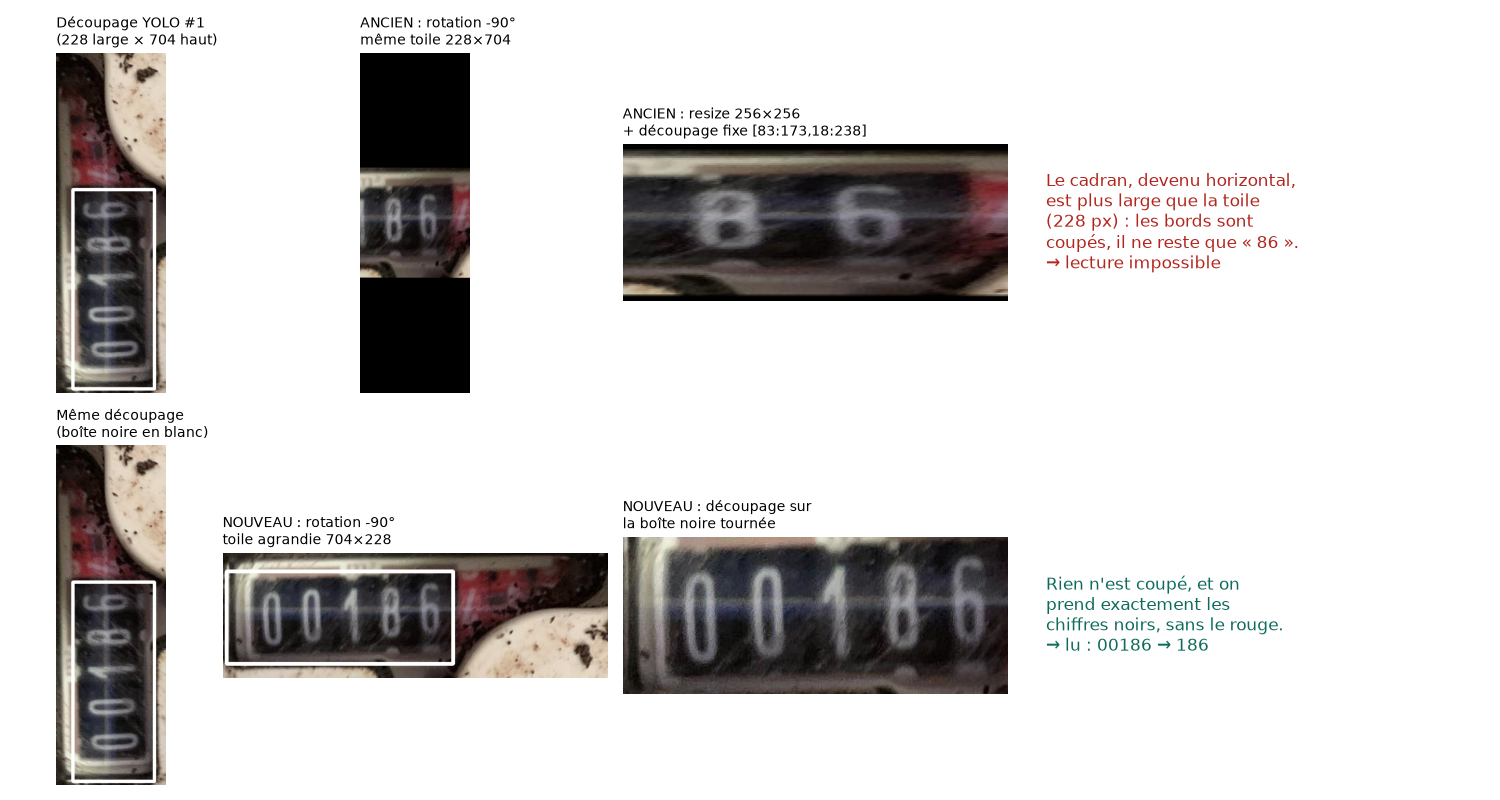 Découpage YOLO #1
(228 large × 704 haut)
00186
ANCIEN : rotation -90°
même toile 228×704
186
ANCIEN : resize 256×256
+ découpage fixe [83:173,18:238]
86
Le cadran, devenu horizontal,
est plus large que la toile
(228 px) : les bords sont
coupés, il ne reste que « 86 ».
→ lecture impossible
Même découpage
(boîte noire en blanc)
00186
NOUVEAU : rotation -90°
toile agrandie 704×228
00186
NOUVEAU : découpage sur
la boîte noire tournée
00186
Rien n'est coupé, et on
prend exactement les
chiffres noirs, sans le rouge.
→ lu : 00186 → 186